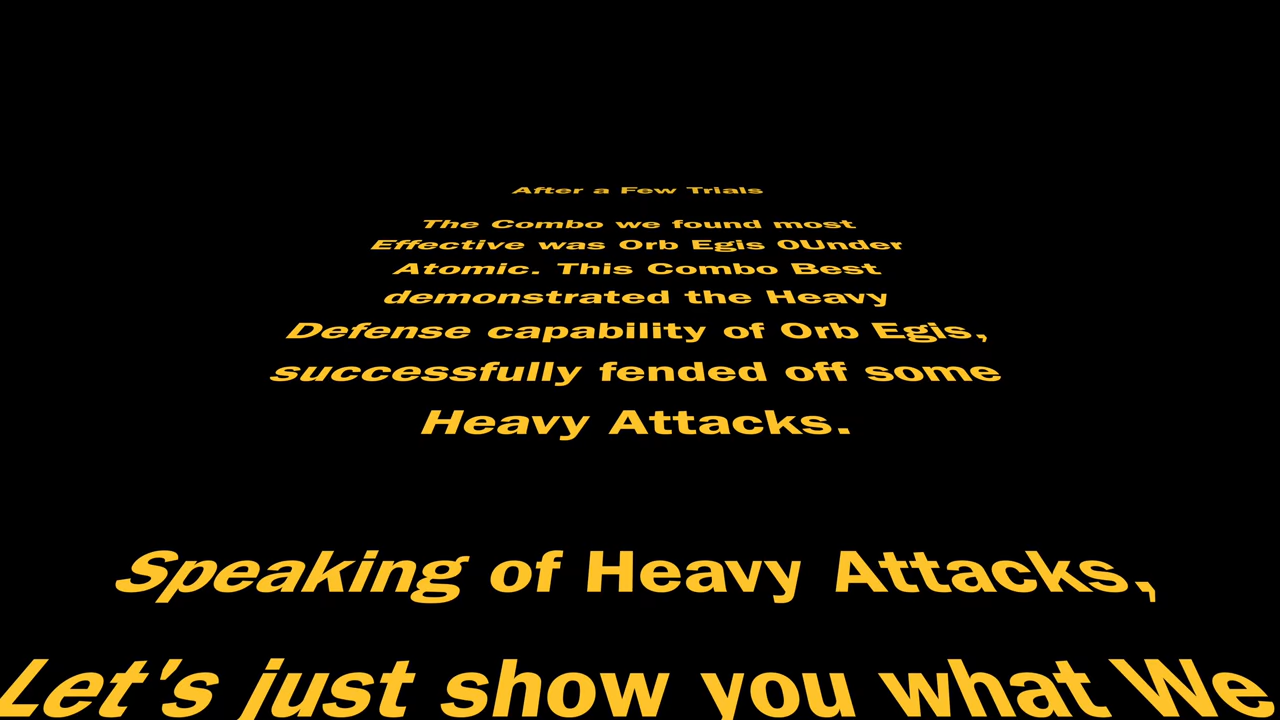 After a Few Trials
The Combo we found most
Effective was Orb Egis 0Under
Atomic. This Combo Best
demonstrated the Heavy
Defense capability of Orb Egis,
successfully fended off some
Heavy Attacks.
Speaking of Heavy Attacks,
Let's just show you what We